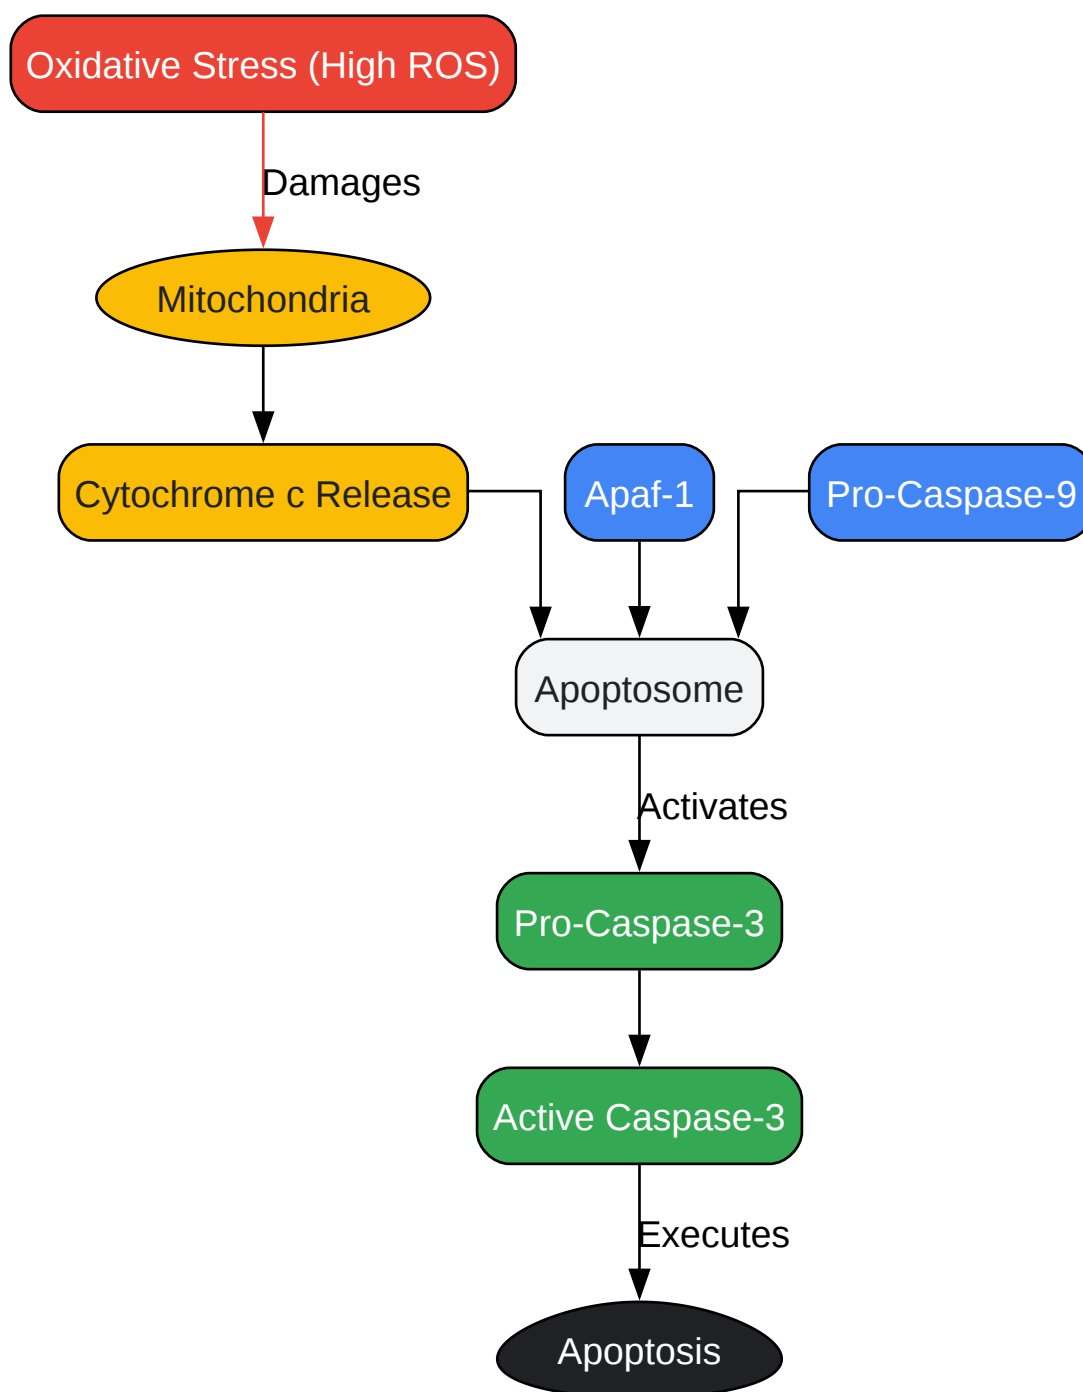 Oxidative Stress (High ROS)
Damages
Mitochondria
Cytochrome c Release
Apaf-1
Pro-Caspase-9
Apoptosome
Activates
Pro-Caspase-3
Active Caspase-3
Executes
Apoptosis